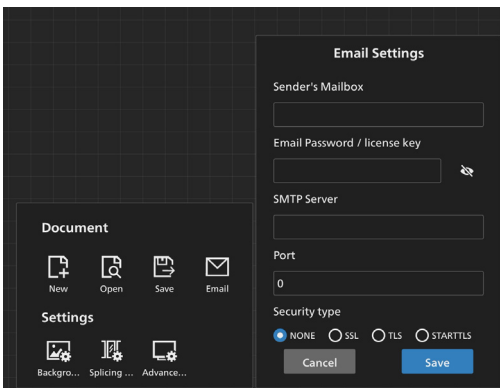 Email Settings
Sender's Mailbox
Email Password / license key
SMTP Server
Port
0
Security type
NONE SSL TLS STARTTLS
Cancel Save
Document
New Open Save Email
Settings
Backgro... Splicing ... Advance...